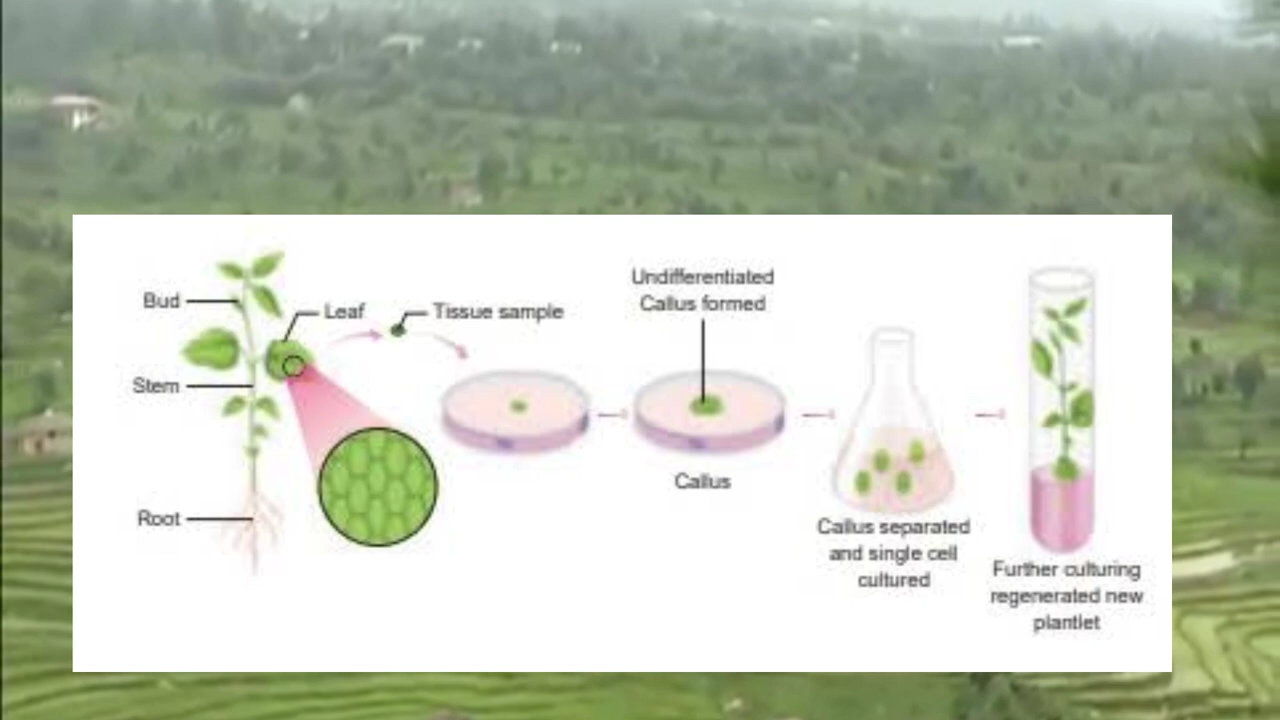 Bud
Leaf
Tissue sample
Stem
Root
Undifferentiated
Callus formed
Callus
Callus separated
and single cell
cultured
Further culturing
regenerated new
plantlet